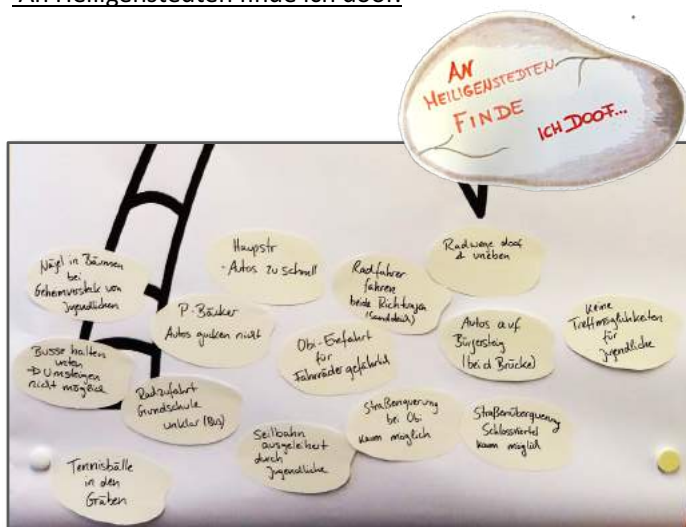 An Heiligenstedten finde ich doof:
AN
HEILIGENSTEDTEN
FINDE
ICH DOOF...
Nägel in Bäumen
bei
Geheimversteck von
Jugendlichen
Haupstr
- Autos zu schnell
Radwege doof
& uneben
Radfahrer
fahren
beide Richtungen
P. Bäcker
Autos gucken nicht
Keine
Treffmöglichkeiten
für
Jugendliche
Autos auf
Bürgersteig
(bei d Brücke)
Obi-Einfahrt
für
Fahrräder gefährlich
Busse halten
unten
→ Umsteigen
nicht möglich
Radzufahrt
Grundschule
unklar (Bus)
Straßenquerung
bei Obi
kaum möglich
Straßenüberquerung
Schlossviertel
kaum möglich
Seilbahn
ausgeleihert
durch
Jugendliche
Tennisbälle
in den
Gräben